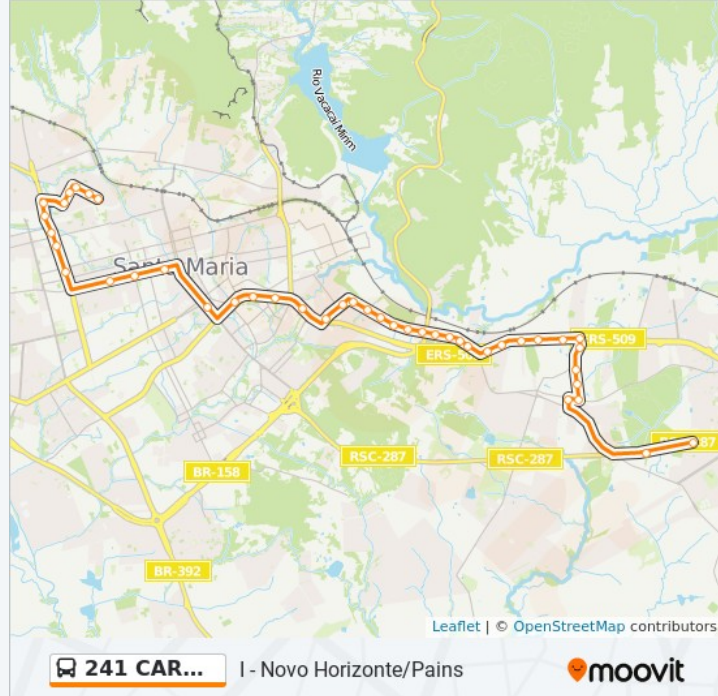 Rio Vacacaí Mirim
Santa Maria
ERS-509
RSC-287
RSC-287
BR-158
BR-392
Leaflet | © OpenStreetMap contributors
241 CAR... I - Novo Horizonte/Pains moovit